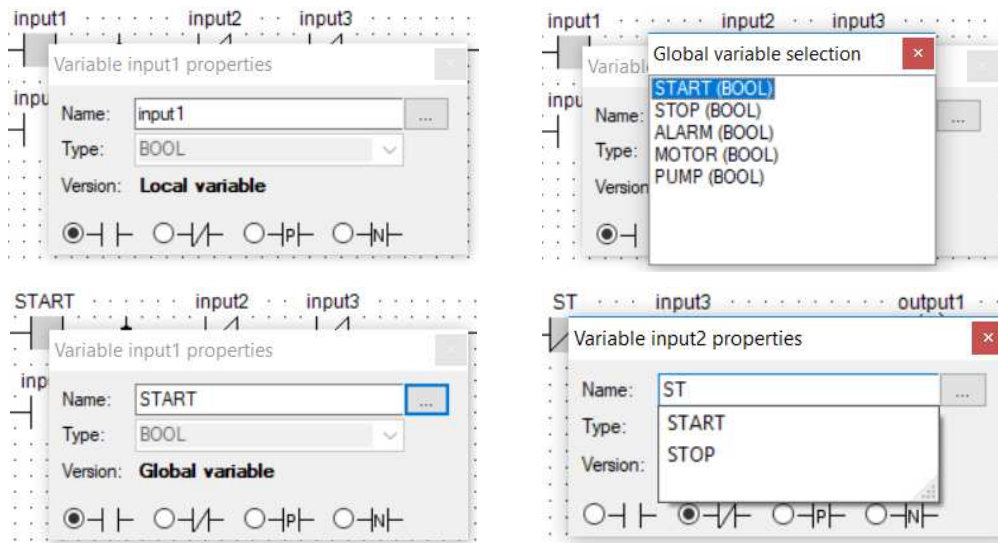 input1 input2 input3
Variable input1 properties
inpu
Name: input1 ...
Type: BOOL
Version: Local variable
P N
input1 input2 input3
Global variable selection ×
Variabl
START (BOOL)
inpu
Name: STOP (BOOL) ...
ALARM (BOOL)
Type: MOTOR (BOOL)
Version PUMP (BOOL)
START input2 input3
Variable input1 properties
inp
Name: START ...
Type: BOOL
Version: Global variable
P N
ST input3 output1
Variable input2 properties ×
Name: ST ...
Type: START
Version: STOP
P N